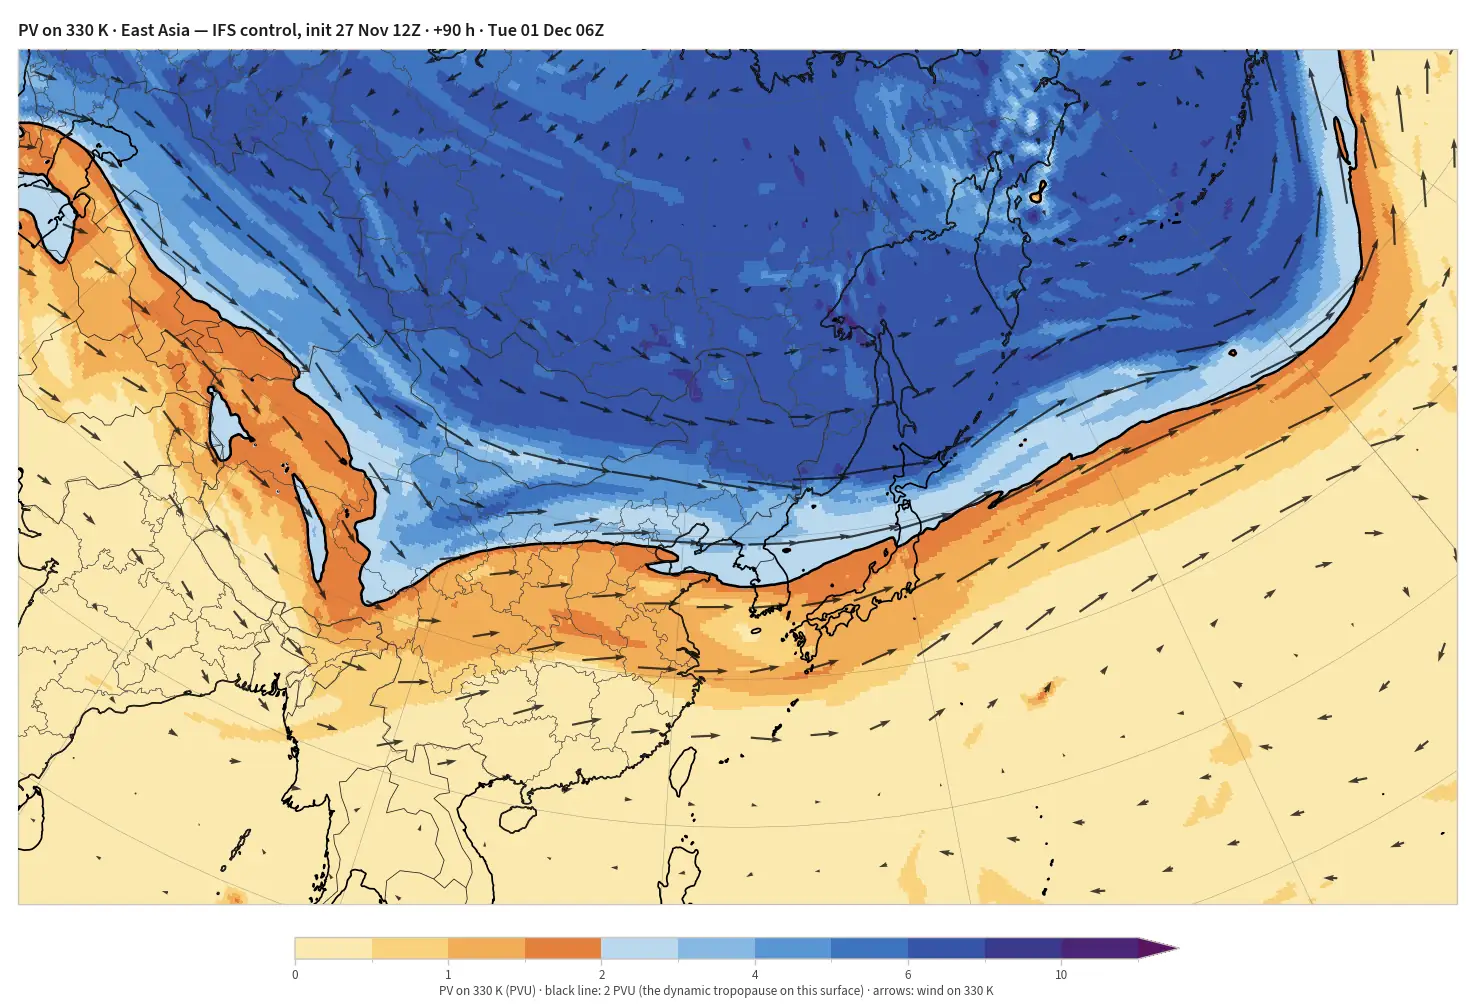 PV on 330 K · East Asia — IFS control, init 27 Nov 12Z · +90 h · Tue 01 Dec 06Z
0 1 2 4 6 10
PV on 330 K (PVU) · black line: 2 PVU (the dynamic tropopause on this surface) · arrows: wind on 330 K